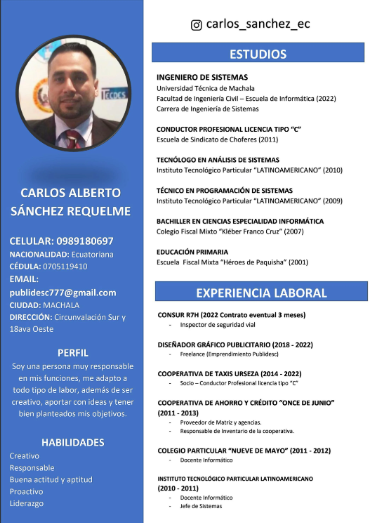 carlos_sanchez_ec
ESTUDIOS
INGENIERO DE SISTEMAS
Universidad Técnica de Machala
Facultad de Ingeniería Civil – Escuela de Informática (2022)
Carrera de Ingeniería de Sistemas
CONDUCTOR PROFESIONAL LICENCIA TIPO “C”
Escuela de Sindicato de Choferes (2011)
TECNÓLOGO EN ANÁLISIS DE SISTEMAS
Instituto Tecnológico Particular “LATINOAMERICANO” (2010)
TÉCNICO EN PROGRAMACIÓN DE SISTEMAS
Instituto Tecnológico Particular “LATINOAMERICANO” (2009)
BACHILLER EN CIENCIAS ESPECIALIDAD INFORMÁTICA
Colegio Fiscal Mixto “Kléber Franco Cruz” (2007)
EDUCACIÓN PRIMARIA
Escuela Fiscal Mixta “Héroes de Paquisha” (2001)
EXPERIENCIA LABORAL
CONSUR R7H (2022 Contrato eventual 3 meses)
- Inspector de seguridad vial
DISEÑADOR GRÁFICO PUBLICITARIO (2018 - 2022)
- Freelance (Emprendimiento Publidesc)
COOPERATIVA DE TAXIS URSEZA (2014 - 2022)
- Socio – Conductor Profesional licencia tipo “C”
COOPERATIVA DE AHORRO Y CRÉDITO “ONCE DE JUNIO”
(2011 - 2013)
- Proveedor de Matriz y agencias.
- Responsable de Inventario de la cooperativa.
COLEGIO PARTICULAR “NUEVE DE MAYO” (2011 - 2012)
- Docente Informático
INSTITUTO TECNOLÓGICO PARTICULAR LATINOAMERICANO
(2010 - 2011)
- Docente Informático
- Jefe de Sistemas
CARLOS ALBERTO
SÁNCHEZ REQUELME
CELULAR: 0989180697
NACIONALIDAD: Ecuatoriana
CÉDULA: 0705119410
EMAIL:
publidesc777@gmail.com
CIUDAD: MACHALA
DIRECCIÓN: Circunvalación Sur y
18ava Oeste
PERFIL
Soy una persona muy responsable
en mis funciones, me adapto a
todo tipo de labor, además de ser
creativo, aportar con ideas y tener
bien planteados mis objetivos.
HABILIDADES
Creativo
Responsable
Buena actitud y aptitud
Proactivo
Liderazgo